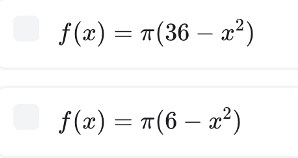 f(x) = π(36 − x²)
f(x) = π(6 − x²)